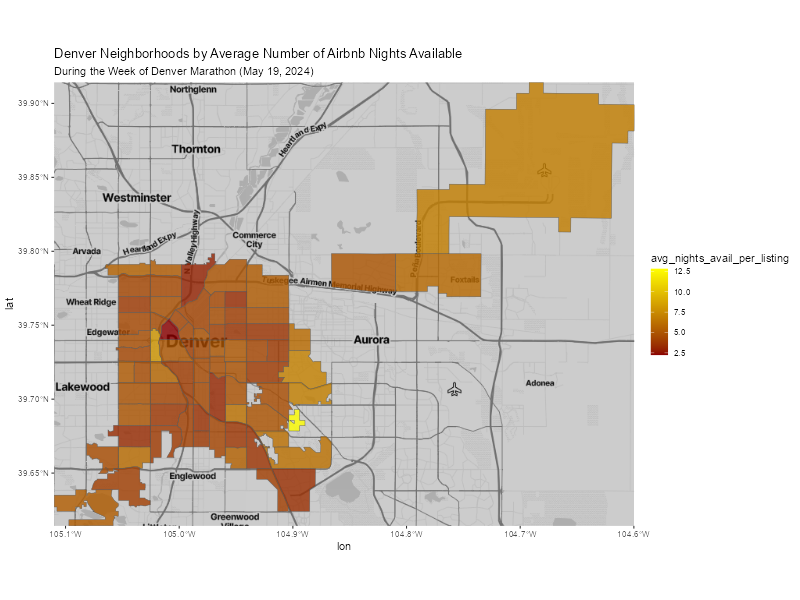 Denver Neighborhoods by Average Number of Airbnb Nights Available
During the Week of Denver Marathon (May 19, 2024)
39.90°N
39.85°N
39.80°N
39.75°N
39.70°N
39.65°N
lat
Northglenn
Heartland Expy
Thornton
Westminster
N Valley Highway
Commerce
City
Heartland Expy
Arvada
Tuskegee Airmen Memorial Highway
Peña Boulevard
Foxtails
Wheat Ridge
Edgewater
Denver
Aurora
Lakewood
Adonea
Englewood
Greenwood
Village
105.1°W
105.0°W
104.9°W
104.8°W
104.7°W
104.6°W
lon
avg_nights_avail_per_listing
12.5
10.0
7.5
5.0
2.5